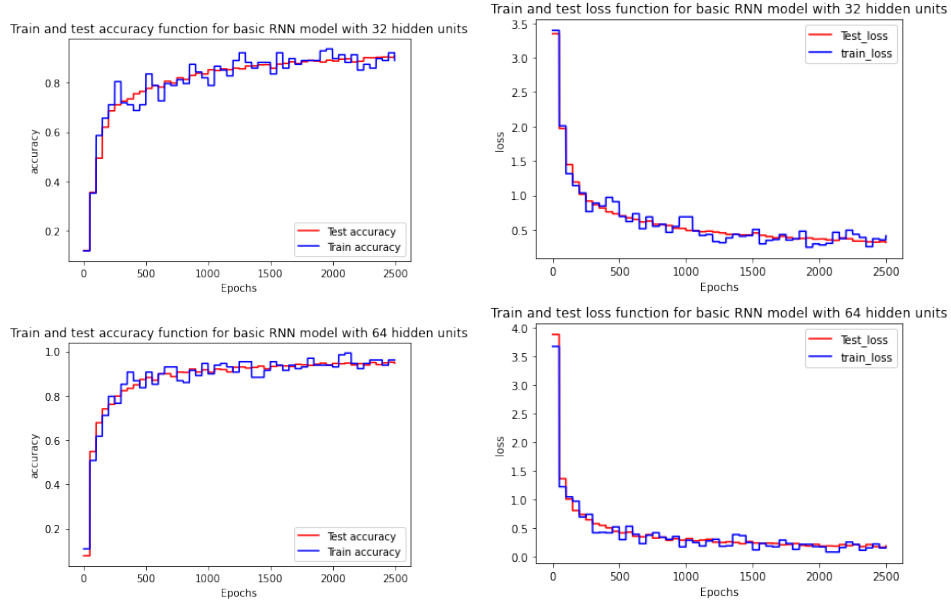 Train and test accuracy function for basic RNN model with 32 hidden units
0.8
0.6
0.4
0.2
accuracy
0
500
1000
1500
2000
2500
Epochs
Test accuracy
Train accuracy
Train and test loss function for basic RNN model with 32 hidden units
3.5
3.0
2.5
2.0
1.5
1.0
0.5
loss
0
500
1000
1500
2000
2500
Epochs
Test_loss
train_loss
Train and test accuracy function for basic RNN model with 64 hidden units
1.0
0.8
0.6
0.4
0.2
accuracy
0
500
1000
1500
2000
2500
Epochs
Test accuracy
Train accuracy
Train and test loss function for basic RNN model with 64 hidden units
4.0
3.5
3.0
2.5
2.0
1.5
1.0
0.5
0.0
loss
0
500
1000
1500
2000
2500
Epochs
Test_loss
train_loss